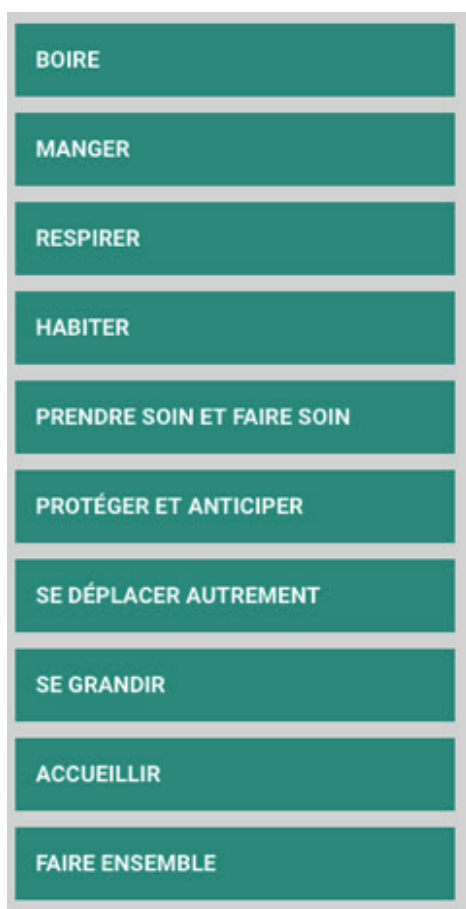 BOIRE
MANGER
RESPIRER
HABITER
PRENDRE SOIN ET FAIRE SOIN
PROTÉGER ET ANTICIPER
SE DÉPLACER AUTREMENT
SE GRANDIR
ACCUEILLIR
FAIRE ENSEMBLE